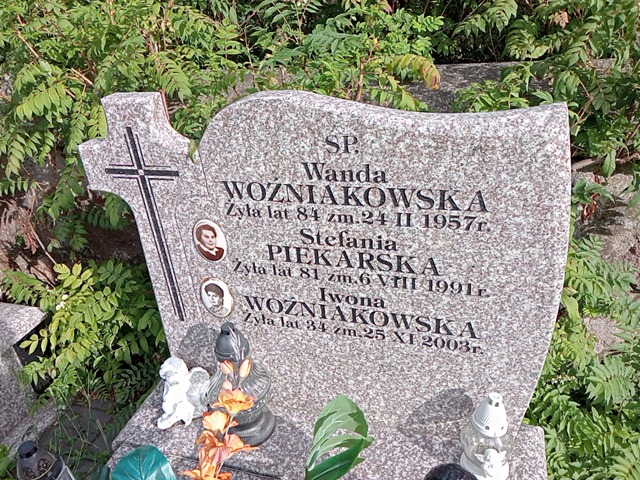 ŚP.
Wanda
WOŹNIAKOWSKA
Żyła lat 84 zm. 24 II 1957r.
Stefania
PIEKARSKA
Żyła lat 81 zm. 6 VIII 1991r.
Iwona
WOŹNIAKOWSKA
Żyła lat 34 zm. 25 XI 2003r.